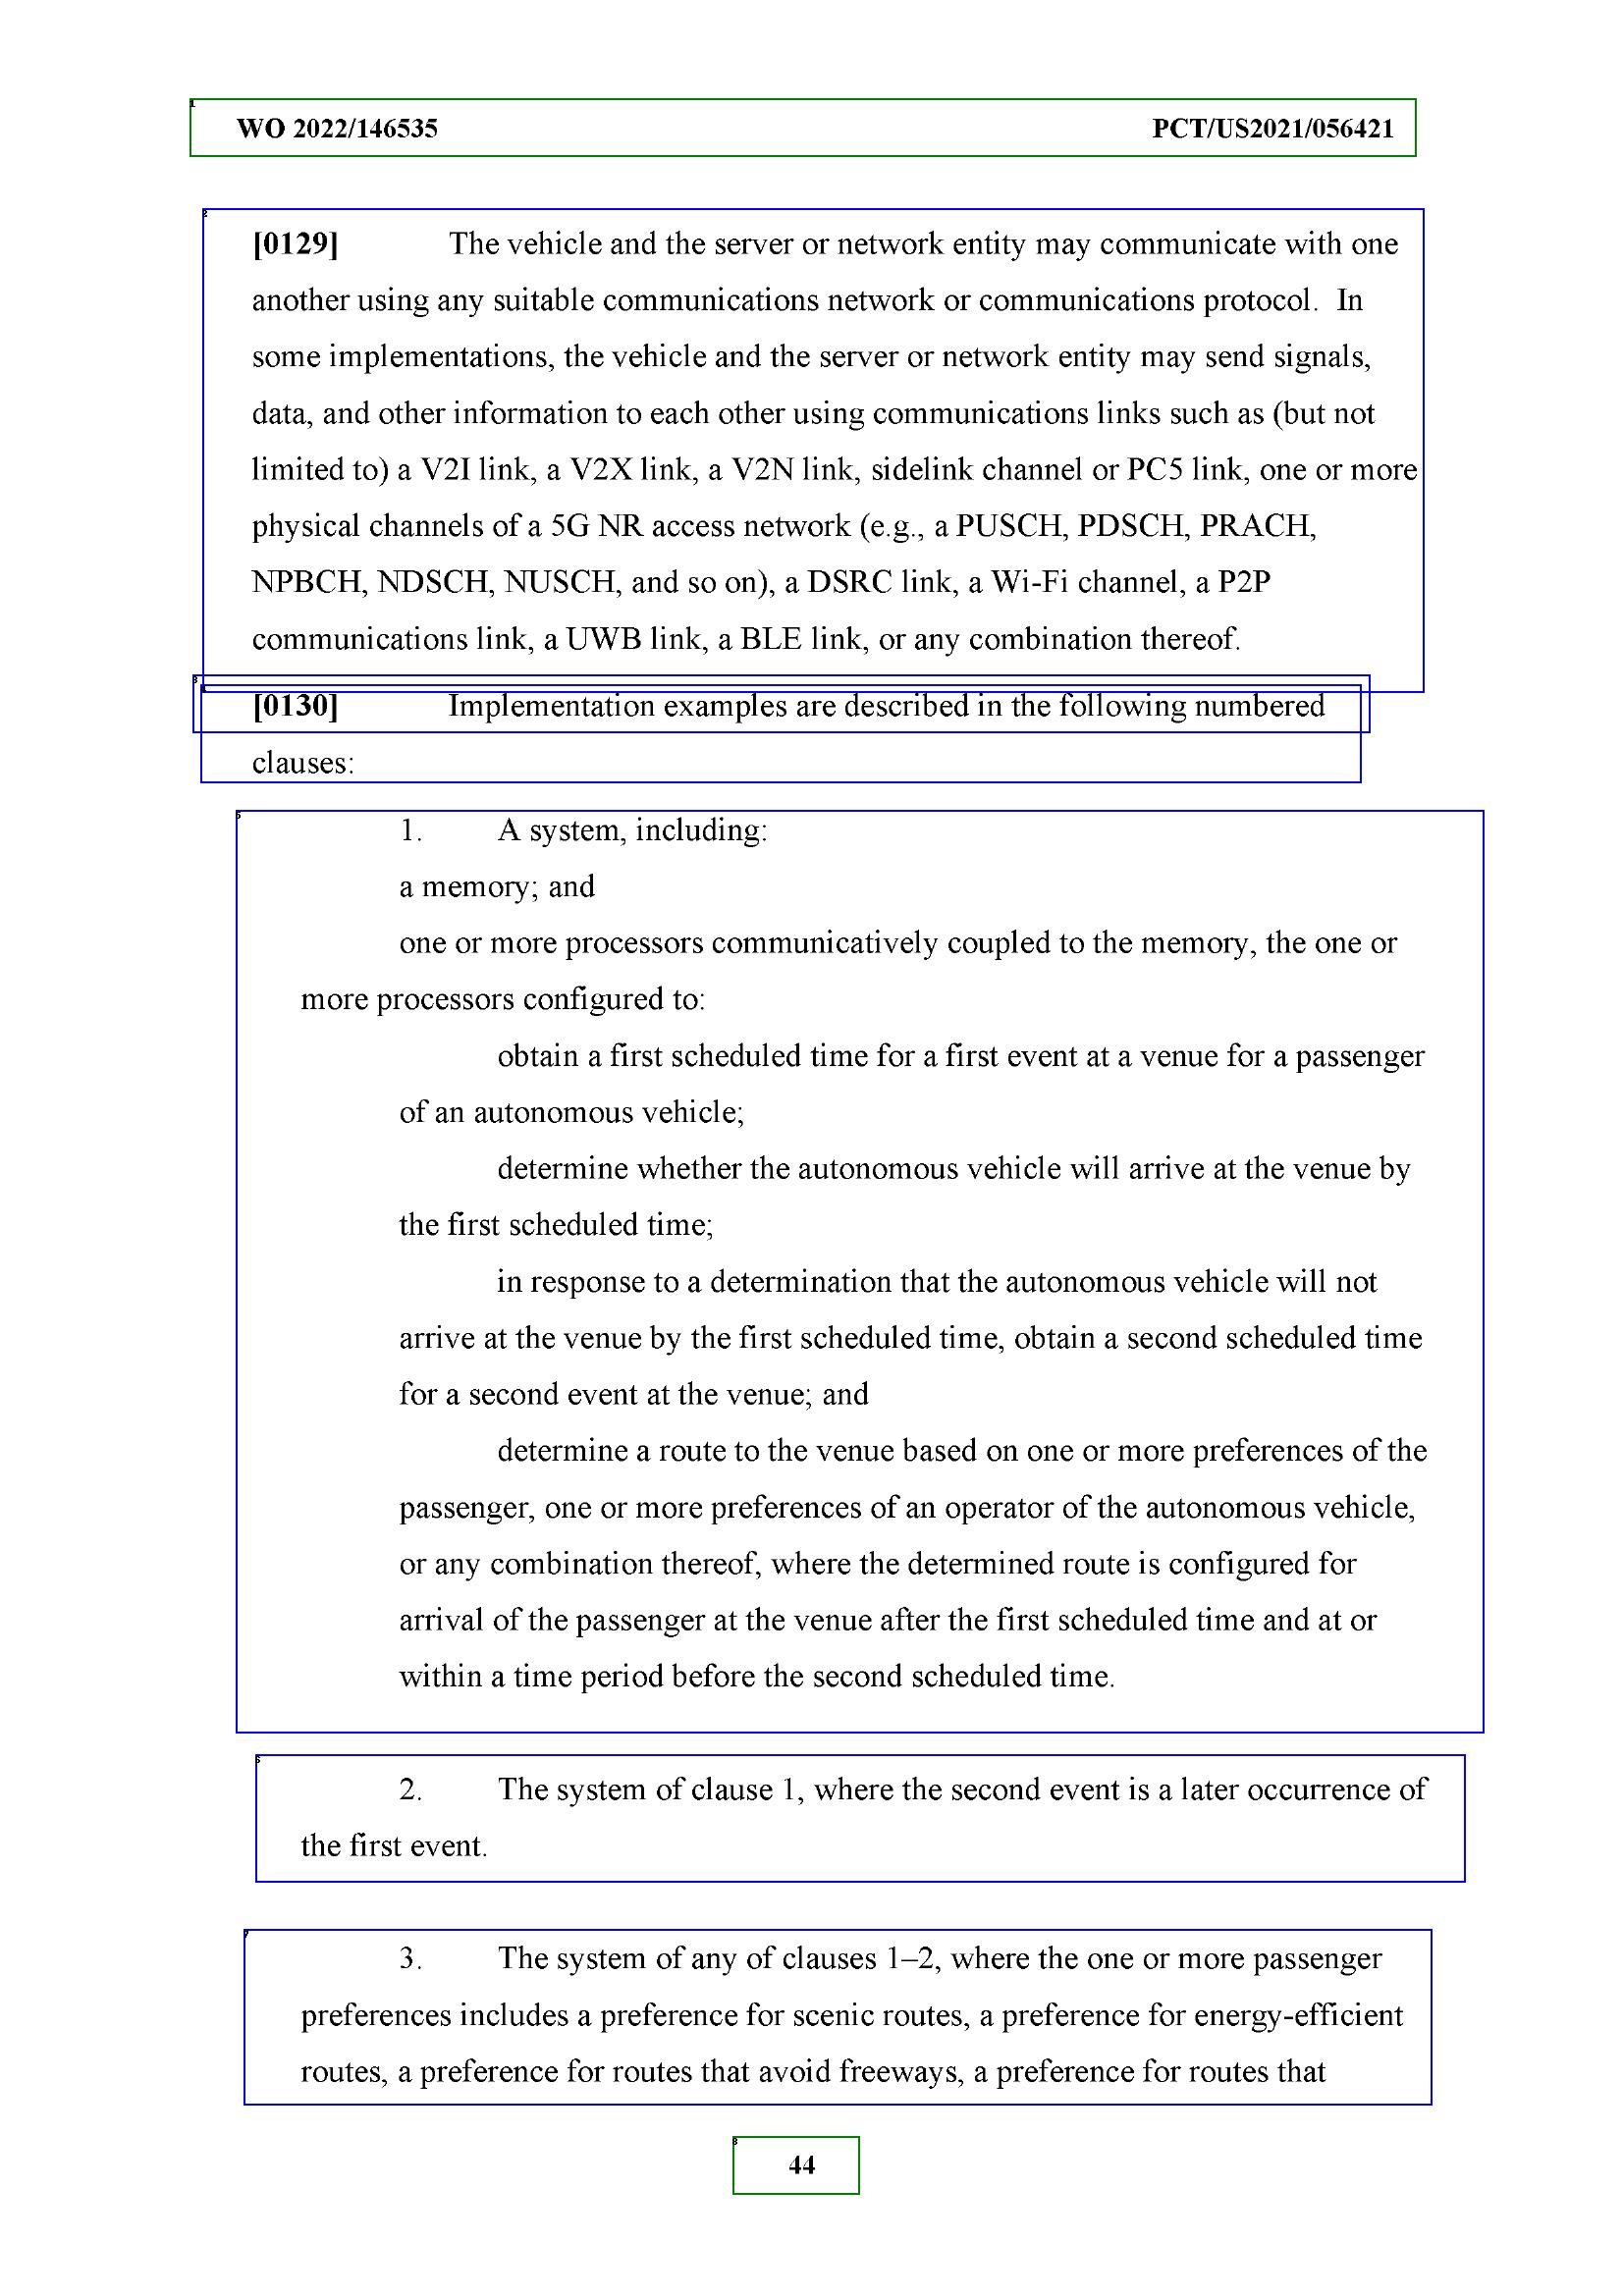 WO 2022/146535 PCT/US2021/056421
[0129] The vehicle and the server or network entity may communicate with one
another using any suitable communications network or communications protocol. In
some implementations, the vehicle and the server or network entity may send signals,
data, and other information to each other using communications links such as (but not
limited to) a V2I link, a V2X link, a V2N link, sidelink channel or PC5 link, one or more
physical channels of a 5G NR access network (e.g., a PUSCH, PDSCH, PRACH,
NPBCH, NDSCH, NUSCH, and so on), a DSRC link, a Wi-Fi channel, a P2P
communications link, a UWB link, a BLE link, or any combination thereof.
[0130] Implementation examples are described in the following numbered
clauses:
1. A system, including:
a memory; and
one or more processors communicatively coupled to the memory, the one or
more processors configured to:
obtain a first scheduled time for a first event at a venue for a passenger
of an autonomous vehicle;
determine whether the autonomous vehicle will arrive at the venue by
the first scheduled time;
in response to a determination that the autonomous vehicle will not
arrive at the venue by the first scheduled time, obtain a second scheduled time
for a second event at the venue; and
determine a route to the venue based on one or more preferences of the
passenger, one or more preferences of an operator of the autonomous vehicle,
or any combination thereof, where the determined route is configured for
arrival of the passenger at the venue after the first scheduled time and at or
within a time period before the second scheduled time.
2. The system of clause 1, where the second event is a later occurrence of
the first event.
3. The system of any of clauses 1–2, where the one or more passenger
preferences includes a preference for scenic routes, a preference for energy-efficient
routes, a preference for routes that avoid freeways, a preference for routes that
44